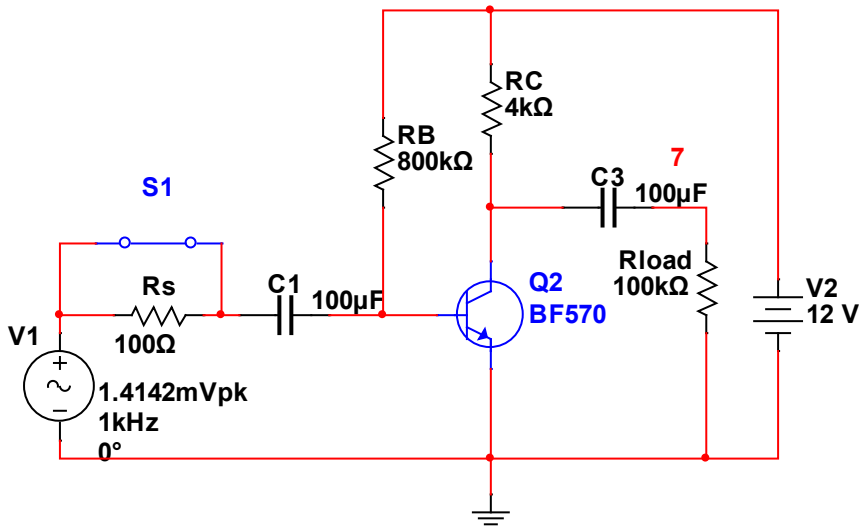 RC
4kΩ
RB
800kΩ
7
S1
C3
100µF
Rs
100Ω
C1
100µF
Q2
BF570
Rload
100kΩ
V2
12 V
V1
1.4142mVpk
1kHz
0°